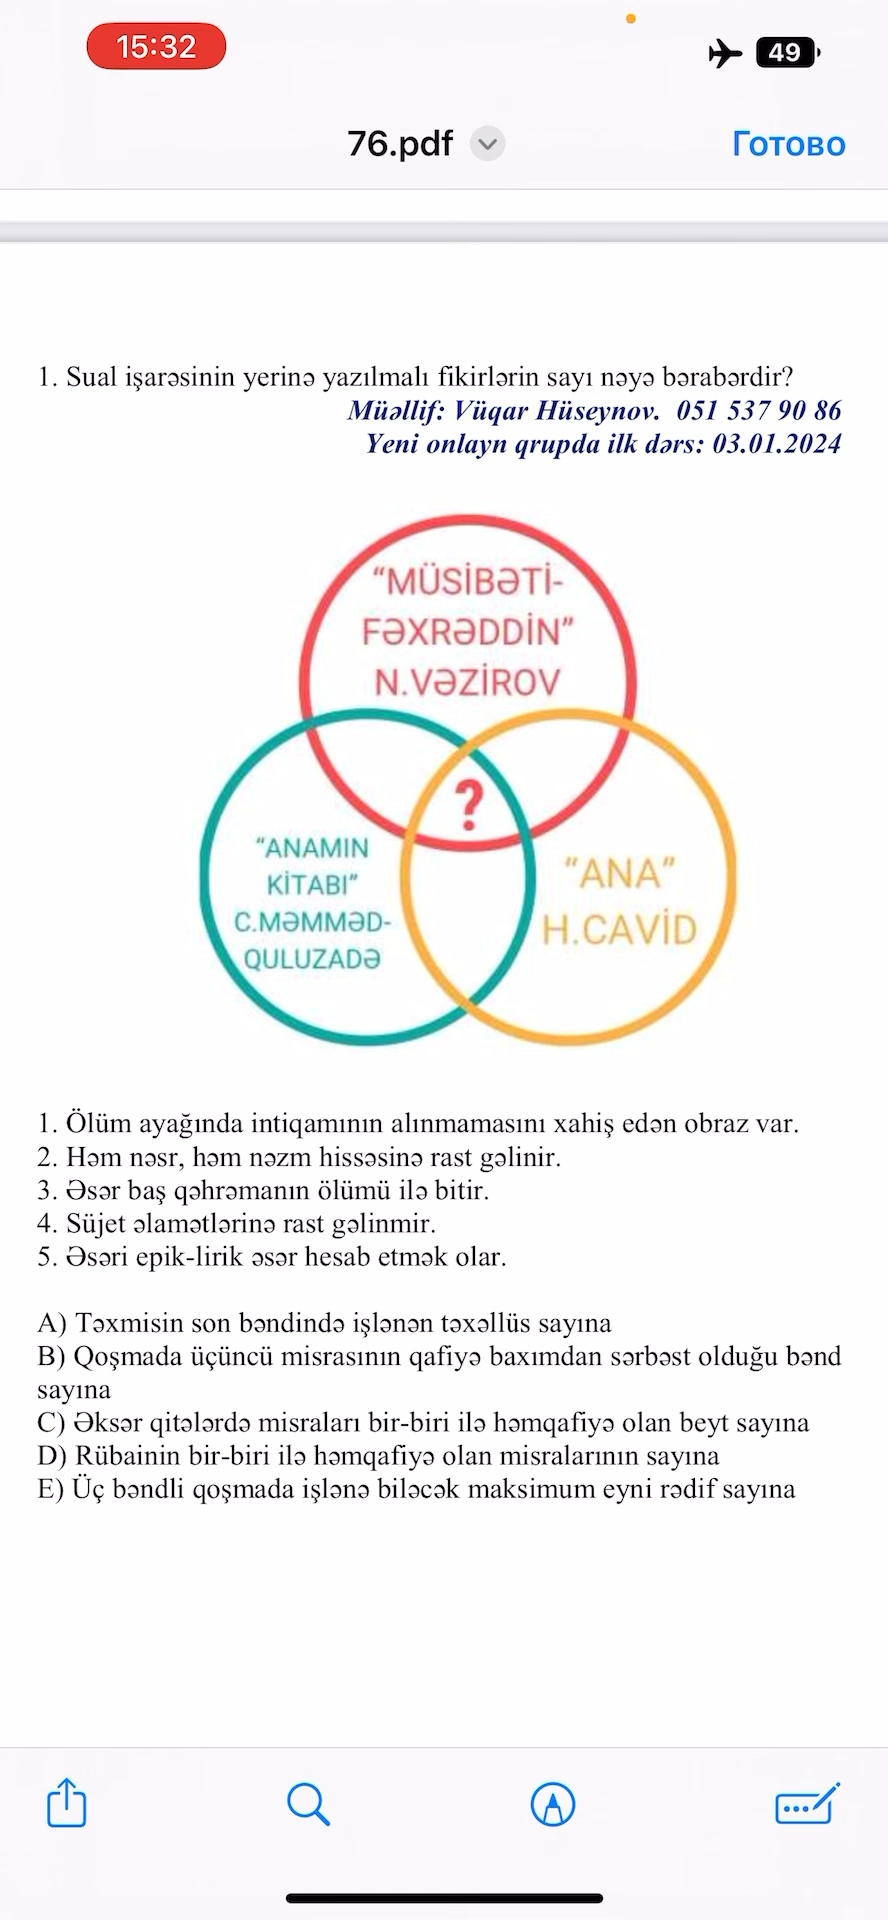 15:32
49
76.pdf
Готово
1. Sual işarəsinin yerinə yazılmalı fikirlərin sayı nəyə bərabərdir?
Müəllif: Vüqar Hüseynov. 051 537 90 86
Yeni onlayn qrupda ilk dərs: 03.01.2024
“MÜSİBƏTİ-
FƏXRƏDDİN”
N.VƏZİROV
?
“ANAMIN
KİTABI”
C.MƏMMƏD-
QULUZADƏ
“ANA”
H.CAVİD
1. Ölüm ayağında intiqamının alınmamasını xahiş edən obraz var.
2. Həm nəsr, həm nəzm hissəsinə rast gəlinir.
3. Əsər baş qəhrəmanın ölümü ilə bitir.
4. Süjet əlamətlərinə rast gəlinmir.
5. Əsəri epik-lirik əsər hesab etmək olar.
A) Təxmisin son bəndində işlənən təxəllüs sayına
B) Qoşmada üçüncü misrasının qafiyə baxımdan sərbəst olduğu bənd
sayına
C) Əksər qitələrdə misraları bir-biri ilə həmqafiyə olan beyt sayına
D) Rübainin bir-biri ilə həmqafiyə olan misralarının sayına
E) Üç bəndli qoşmada işlənə biləcək maksimum eyni rədif sayına